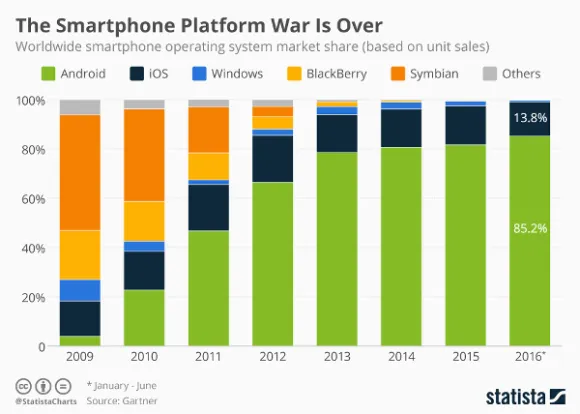 The Smartphone Platform War Is Over
Worldwide smartphone operating system market share (based on unit sales)
Android iOS Windows BlackBerry Symbian Others
100%
80%
60%
40%
20%
0
13.8%
85.2%
2009 2010 2011 2012 2013 2014 2015 2016*
* January - June
@StatistaCharts Source: Gartner
statista